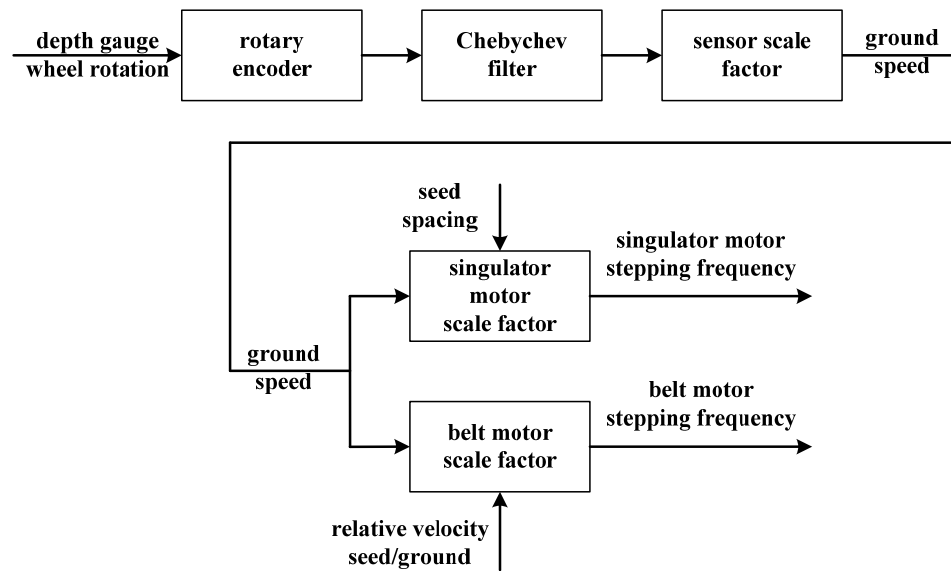 depth gauge
wheel rotation
rotary
encoder
Chebychev
filter
sensor scale
factor
ground
speed
seed
spacing
singulator
motor
scale factor
singulator motor
stepping frequency
ground
speed
belt motor
scale factor
belt motor
stepping frequency
relative velocity
seed/ground